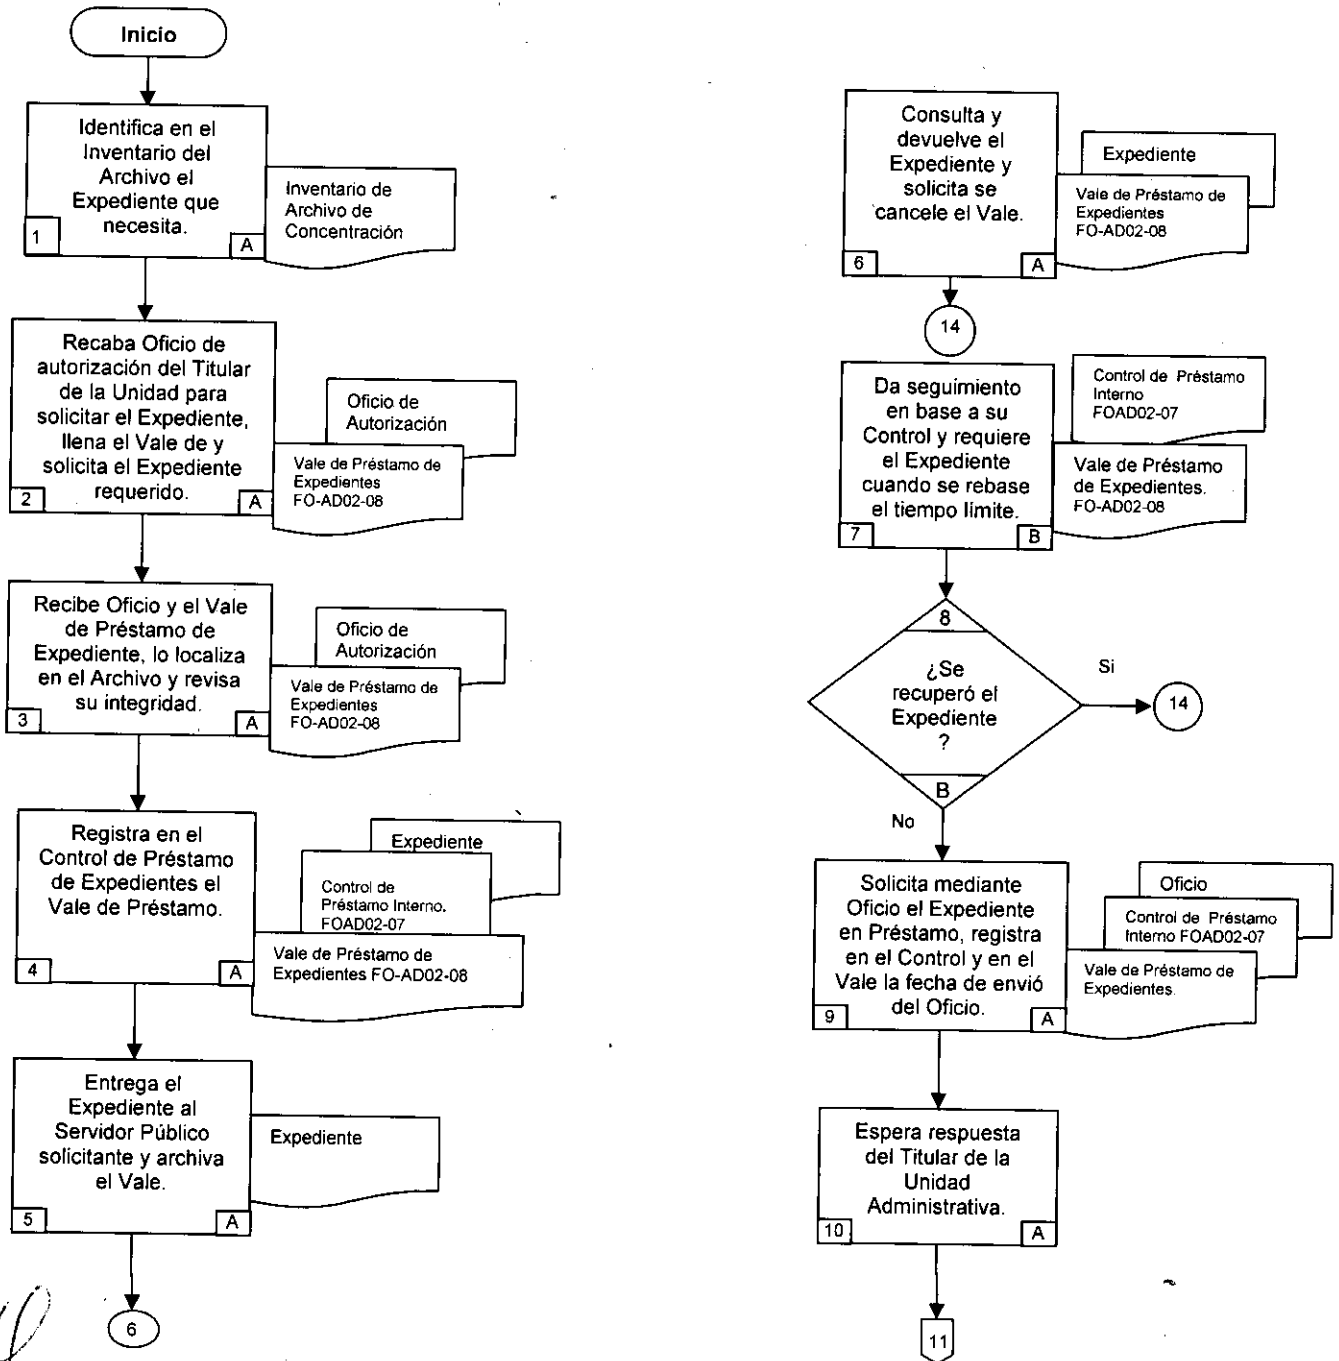 Inicio
Identifica en el
Inventario del
Archivo el
Expediente que
necesita.
1
A
Inventario de
Archivo de
Concentración
Recaba Oficio de
autorización del Titular
de la Unidad para
solicitar el Expediente,
llena el Vale de y
solicita el Expediente
requerido.
2
A
Oficio de
Autorización
Vale de Préstamo de
Expedientes
FO-AD02-08
Recibe Oficio y el Vale
de Préstamo de
Expediente, lo localiza
en el Archivo y revisa
su integridad.
3
A
Oficio de
Autorización
Vale de Préstamo de
Expedientes
FO-AD02-08
Registra en el
Control de Préstamo
de Expedientes el
Vale de Préstamo.
4
A
Expediente
Control de
Préstamo Interno.
FOAD02-07
Vale de Préstamo de
Expedientes FO-AD02-08
Entrega el
Expediente al
Servidor Público
solicitante y archiva
el Vale.
5
A
Expediente
6
Consulta y
devuelve el
Expediente y
solicita se
cancele el Vale.
6
A
Expediente
Vale de Préstamo de
Expedientes
FO-AD02-08
14
Da seguimiento
en base a su
Control y requiere
el Expediente
cuando se rebase
el tiempo límite.
7
B
Control de Préstamo
Interno
FOAD02-07
Vale de Préstamo
de Expedientes.
FO-AD02-08
8
¿Se
recuperó el
Expediente
?
B
Si
14
No
Solicita mediante
Oficio el Expediente
en Préstamo, registra
en el Control y en el
Vale la fecha de envió
del Oficio.
9
A
Oficio
Control de Préstamo
Interno FOAD02-07
Vale de Préstamo de
Expedientes.
Espera respuesta
del Titular de la
Unidad
Administrativa.
10
A
11